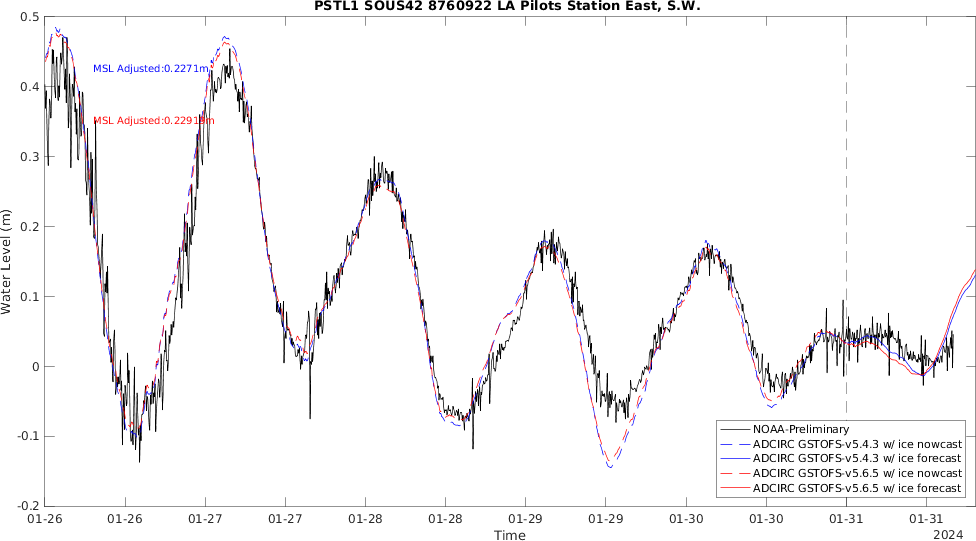 PSTL1 SOUS42 8760922 LA Pilots Station East, S.W.
0.5
0.4
0.3
0.2
0.1
0
-0.1
-0.2
Water Level (m)
MSL Adjusted:0.2271m
MSL Adjusted:0.2291
NOAA-Preliminary
ADCIRC GSTOFS-v5.4.3 w/ ice nowcast
ADCIRC GSTOFS-v5.4.3 w/ ice forecast
ADCIRC GSTOFS-v5.6.5 w/ ice nowcast
ADCIRC GSTOFS-v5.6.5 w/ ice forecast
01-26 01-26 01-27 01-27 01-28 01-28 01-29 01-29 01-30 01-30 01-31 01-31
2024
Time